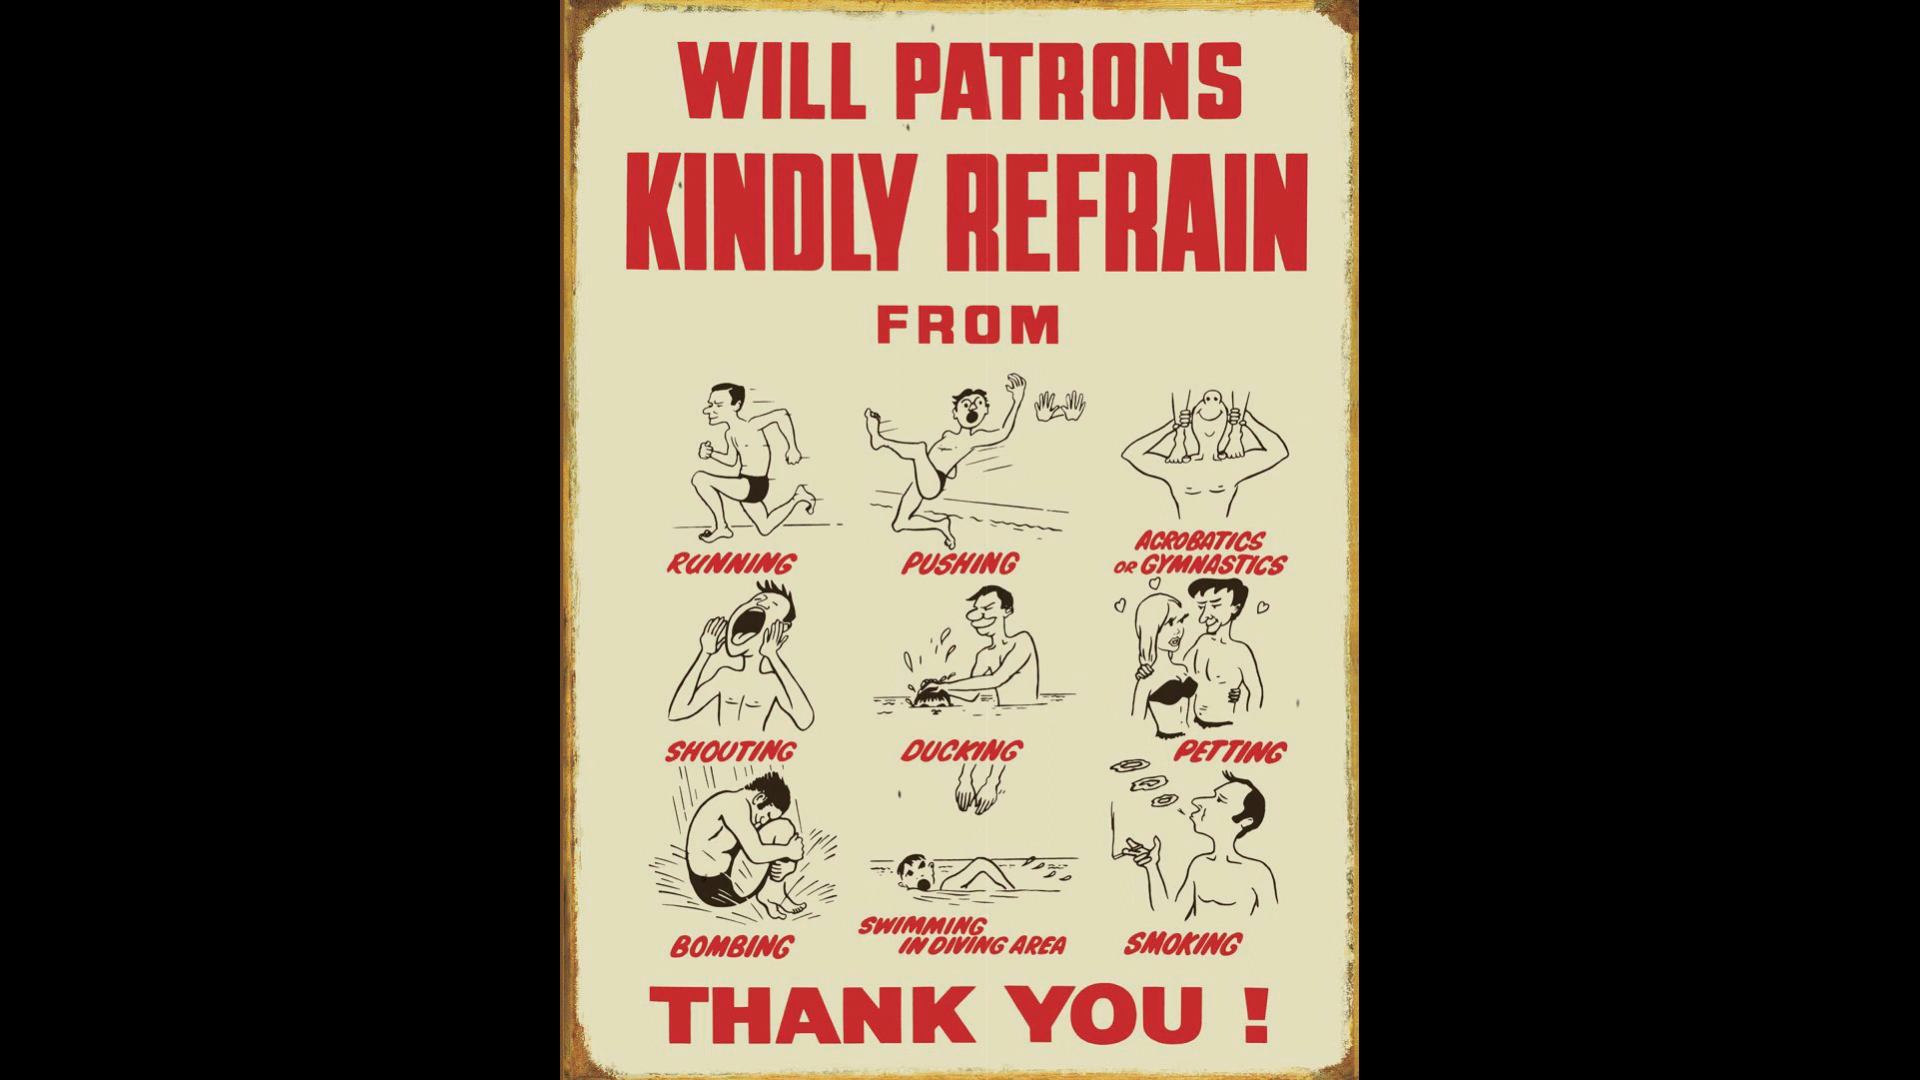 WILL PATRONS
KINDLY REFRAIN
FROM
RUNNING
PUSHING
ACROBATICS
OR GYMNASTICS
SHOUTING
DUCKING
PETTING
BOMBING
SWIMMING
IN DIVING AREA
SMOKING
THANK YOU !